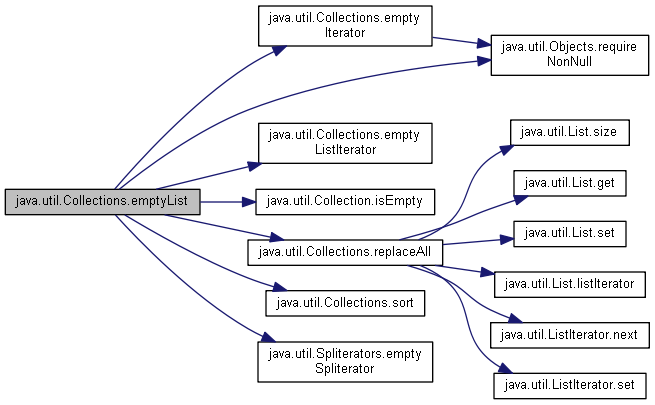 java.util.Collections.emptyList
java.util.Collections.empty
Iterator
java.util.Objects.require
NonNull
java.util.Collections.empty
ListIterator
java.util.Collection.isEmpty
java.util.Collections.replaceAll
java.util.Collections.sort
java.util.Spliterators.empty
Spliterator
java.util.List.size
java.util.List.get
java.util.List.set
java.util.List.listIterator
java.util.ListIterator.next
java.util.ListIterator.set